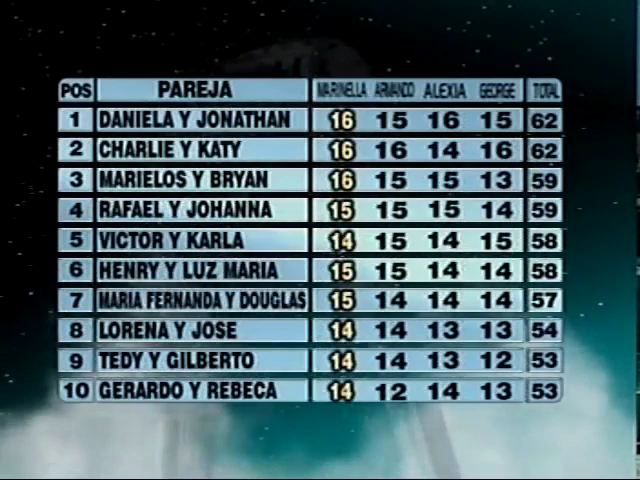 POS PAREJA MARINELLA ARMANDO ALEXIA GEORGE TOTAL
1 DANIELA Y JONATHAN 16 15 16 15 62
2 CHARLIE Y KATY 16 16 14 16 62
3 MARIELOS Y BRYAN 16 15 15 13 59
4 RAFAEL Y JOHANNA 15 15 15 14 59
5 VICTOR Y KARLA 14 15 14 15 58
6 HENRY Y LUZ MARIA 15 15 14 14 58
7 MARIA FERNANDA Y DOUGLAS 15 14 14 14 57
8 LORENA Y JOSE 14 14 13 13 54
9 TEDY Y GILBERTO 14 14 13 12 53
10 GERARDO Y REBECA 14 12 14 13 53